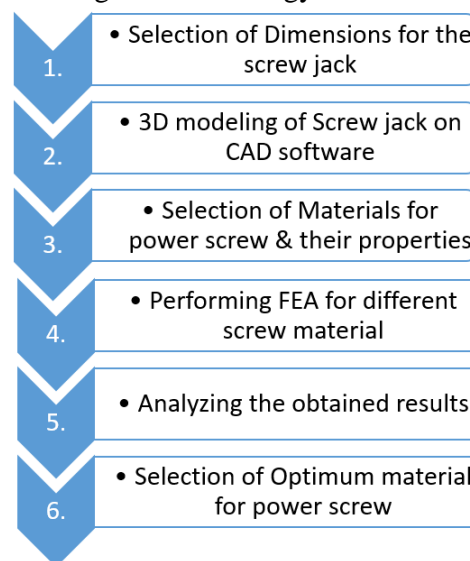 1.
• Selection of Dimensions for the
screw jack
2.
• 3D modeling of Screw jack on
CAD software
3.
• Selection of Materials for
power screw & their properties
4.
• Performing FEA for different
screw material
5.
• Analyzing the obtained results
6.
• Selection of Optimum material
for power screw